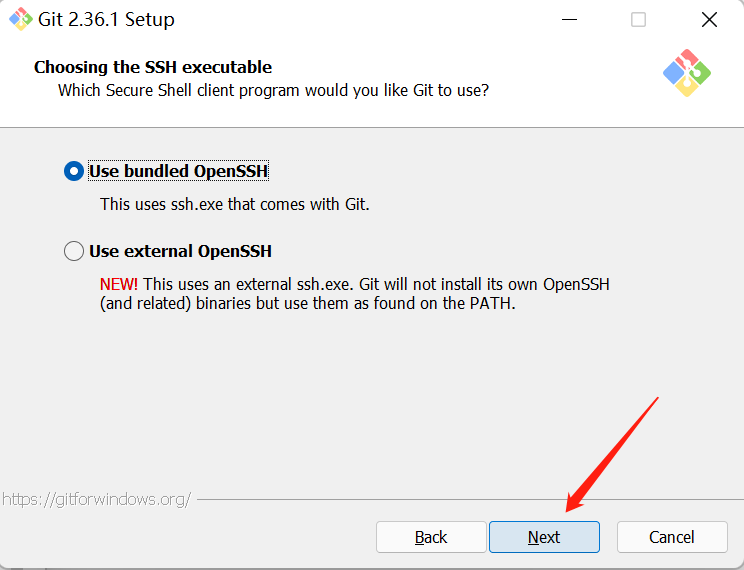 Git 2.36.1 Setup
Choosing the SSH executable
Which Secure Shell client program would you like Git to use?
Use bundled OpenSSH
This uses ssh.exe that comes with Git.
Use external OpenSSH
NEW! This uses an external ssh.exe. Git will not install its own OpenSSH
(and related) binaries but use them as found on the PATH.
https://gitforwindows.org/
Back
Next
Cancel